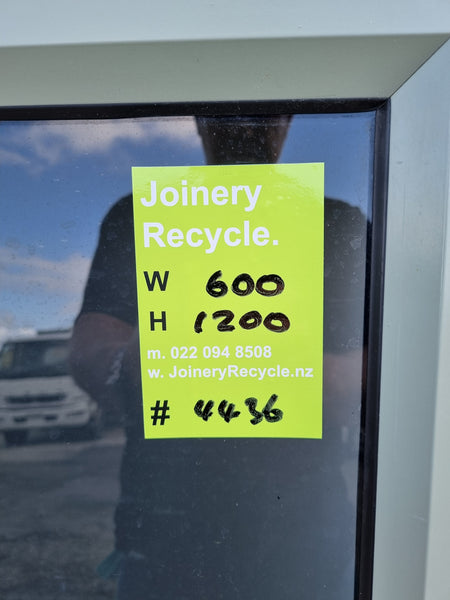 Joinery
Recycle.
W 600
H 1200
m. 022 094 8508
w. JoineryRecycle.nz
# 4436